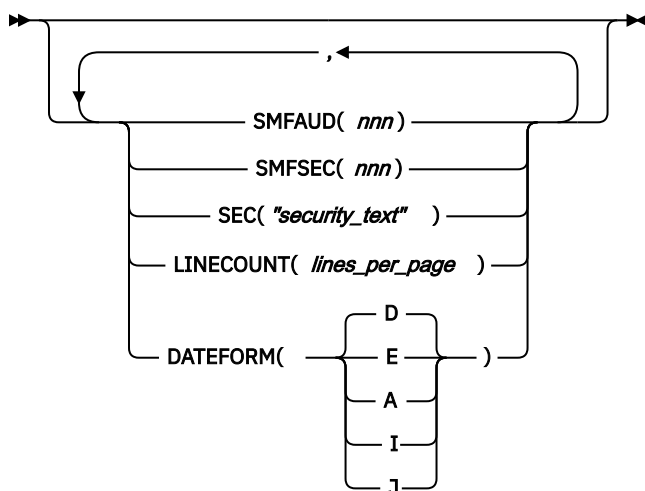 ,
SMFAUD( nnn )
SMFSEC( nnn )
SEC( "security_text" )
LINECOUNT( lines_per_page )
D
DATEFORM( E )
A
I
J